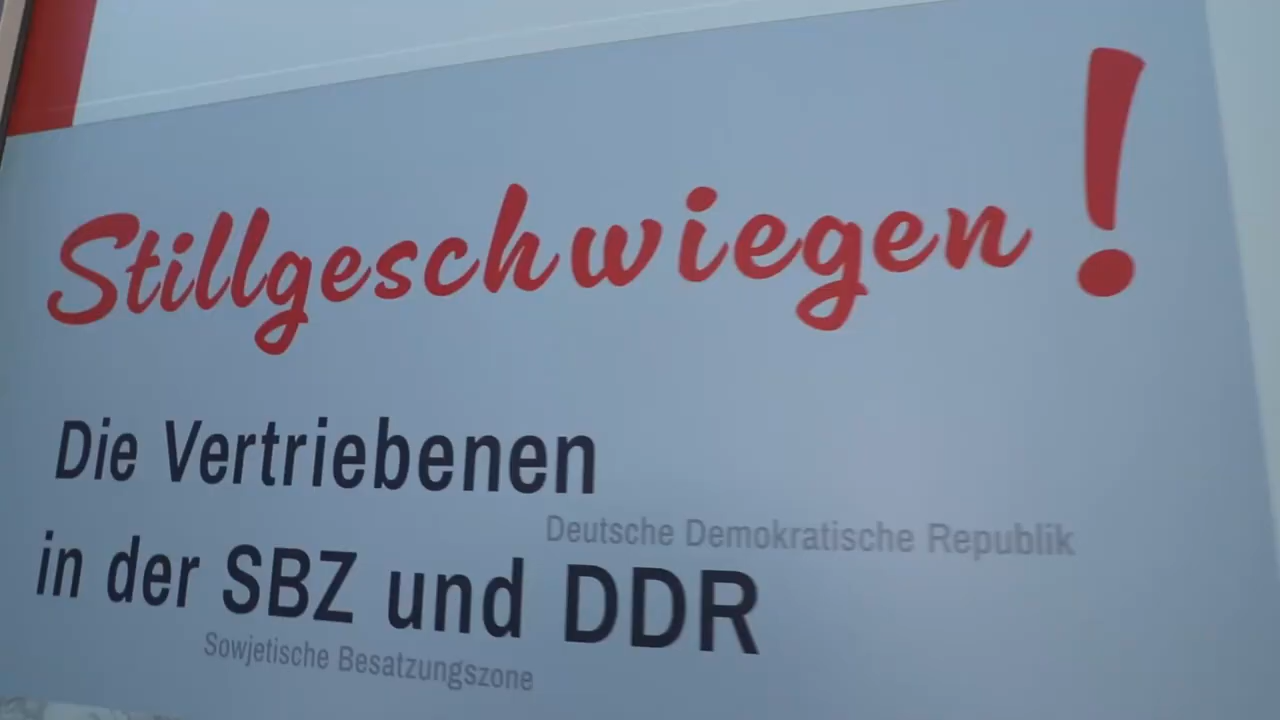 Stillgeschwiegen!
Die Vertriebenen
Deutsche Demokratische Republik
in der SBZ und DDR
Sowjetische Besatzungszone